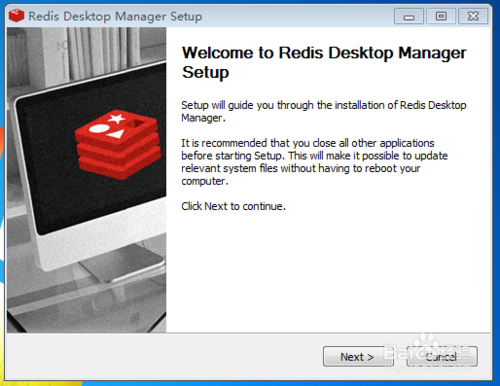 Redis Desktop Manager Setup
Welcome to Redis Desktop Manager
Setup
Setup will guide you through the installation of Redis Desktop
Manager.
It is recommended that you close all other applications
before starting Setup. This will make it possible to update
relevant system files without having to reboot your
computer.
Click Next to continue.
Next >
Cancel